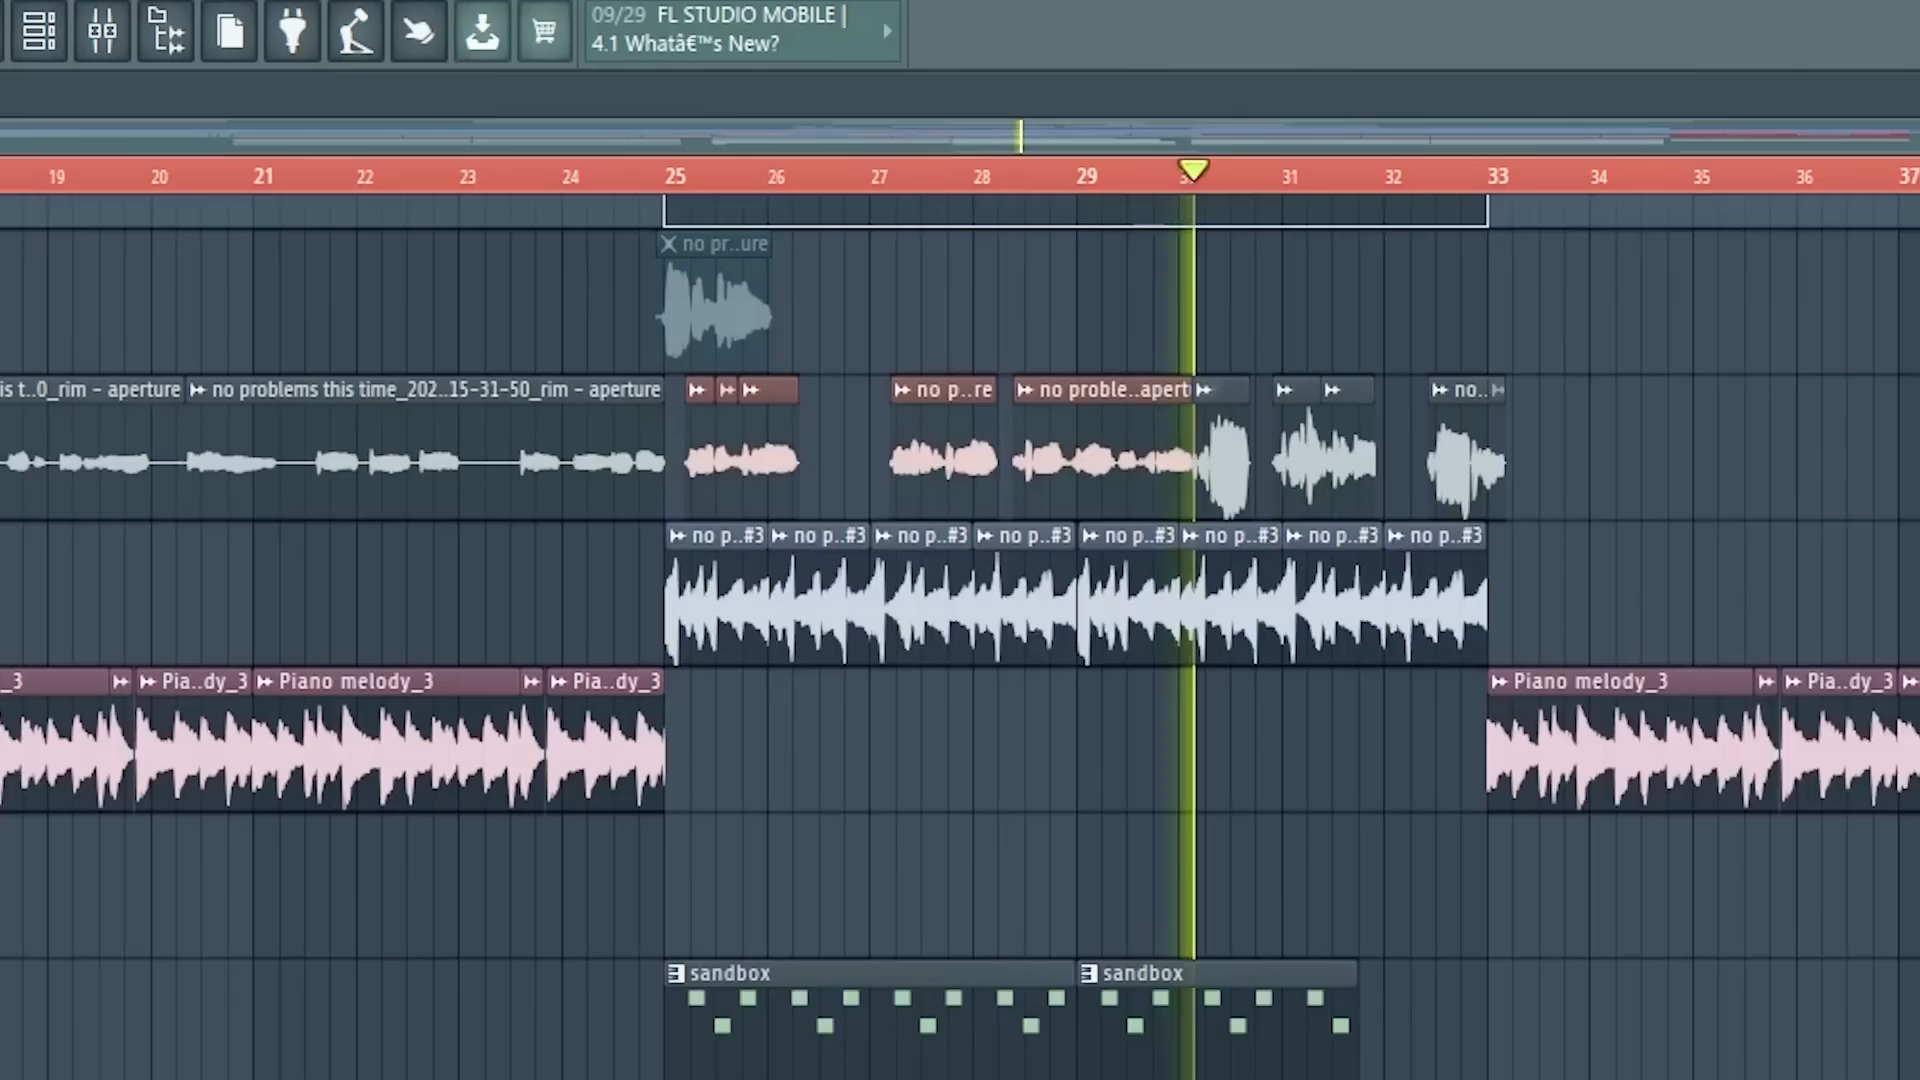 09/29 FL STUDIO MOBILE |
4.1 Whatâ€™s New?
19 20 21 22 23 24 25 26 27 28 29 31 32 33 34 35 36 37
no pr..ure
is t..0_rim - aperture no problems this time_202..15-31-50_rim - aperture no p..re no proble..apert no..
no p..#3 no p..#3 no p..#3 no p..#3 no p..#3 no p..#3 no p..#3 no p..#3
_3 Pia..dy_3 Piano melody_3 Pia..dy_3 Piano melody_3 Pia..dy_3
sandbox sandbox